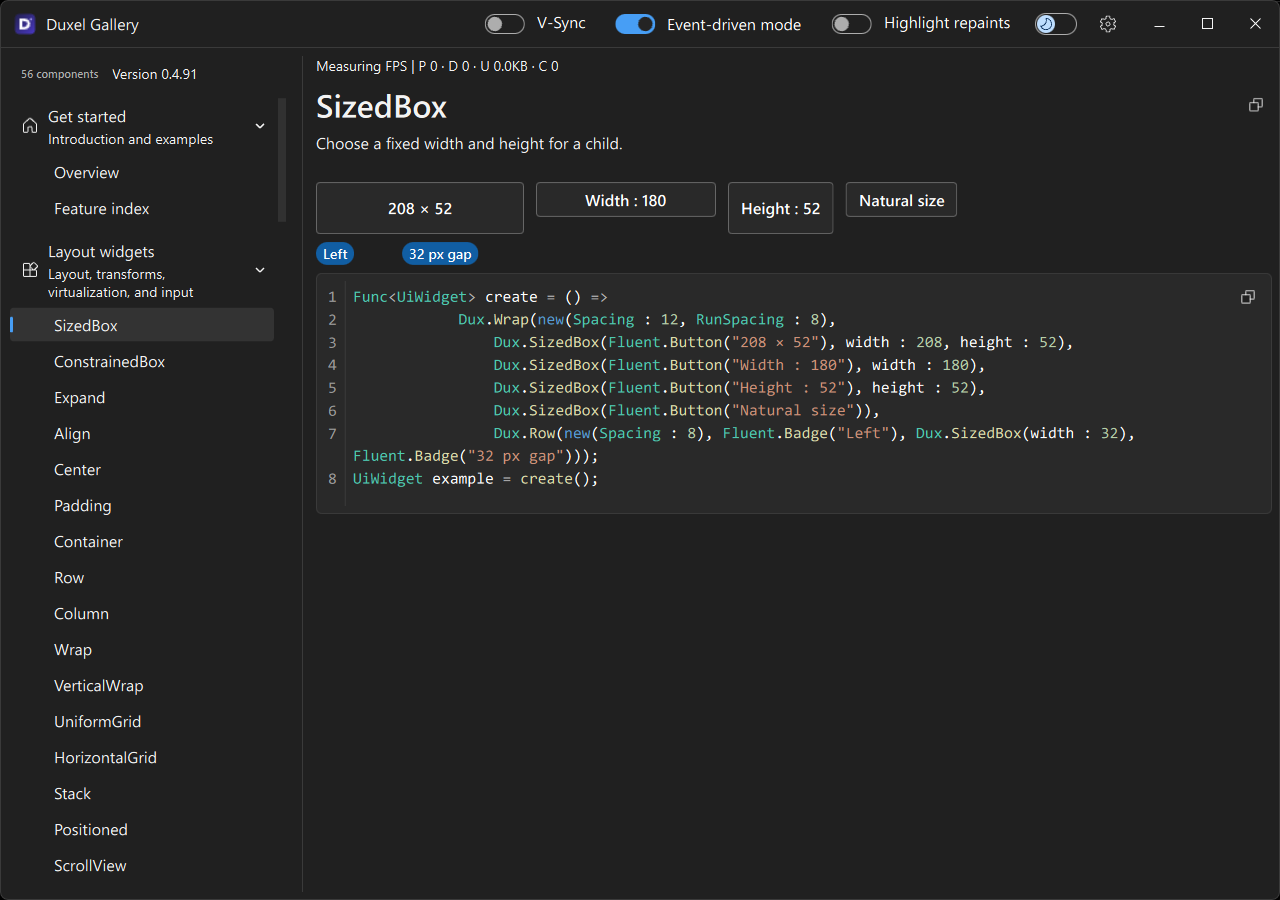 Duxel Gallery
V-Sync
Event-driven mode
Highlight repaints
56 components Version 0.4.91
Get started
Introduction and examples
Overview
Feature index
Layout widgets
Layout, transforms,
virtualization, and input
SizedBox
ConstrainedBox
Expand
Align
Center
Padding
Container
Row
Column
Wrap
VerticalWrap
UniformGrid
HorizontalGrid
Stack
Positioned
ScrollView
Measuring FPS | P 0 · D 0 · U 0.0KB · C 0
SizedBox
Choose a fixed width and height for a child.
208 × 52
Width : 180
Height : 52
Natural size
Left
32 px gap
1 Func<UiWidget> create = () =>
2 Dux.Wrap(new(Spacing : 12, RunSpacing : 8),
3 Dux.SizedBox(Fluent.Button("208 × 52"), width : 208, height : 52),
4 Dux.SizedBox(Fluent.Button("Width : 180"), width : 180),
5 Dux.SizedBox(Fluent.Button("Height : 52"), height : 52),
6 Dux.SizedBox(Fluent.Button("Natural size")),
7 Dux.Row(new(Spacing : 8), Fluent.Badge("Left"), Dux.SizedBox(width : 32),
Fluent.Badge("32 px gap")));
8 UiWidget example = create();